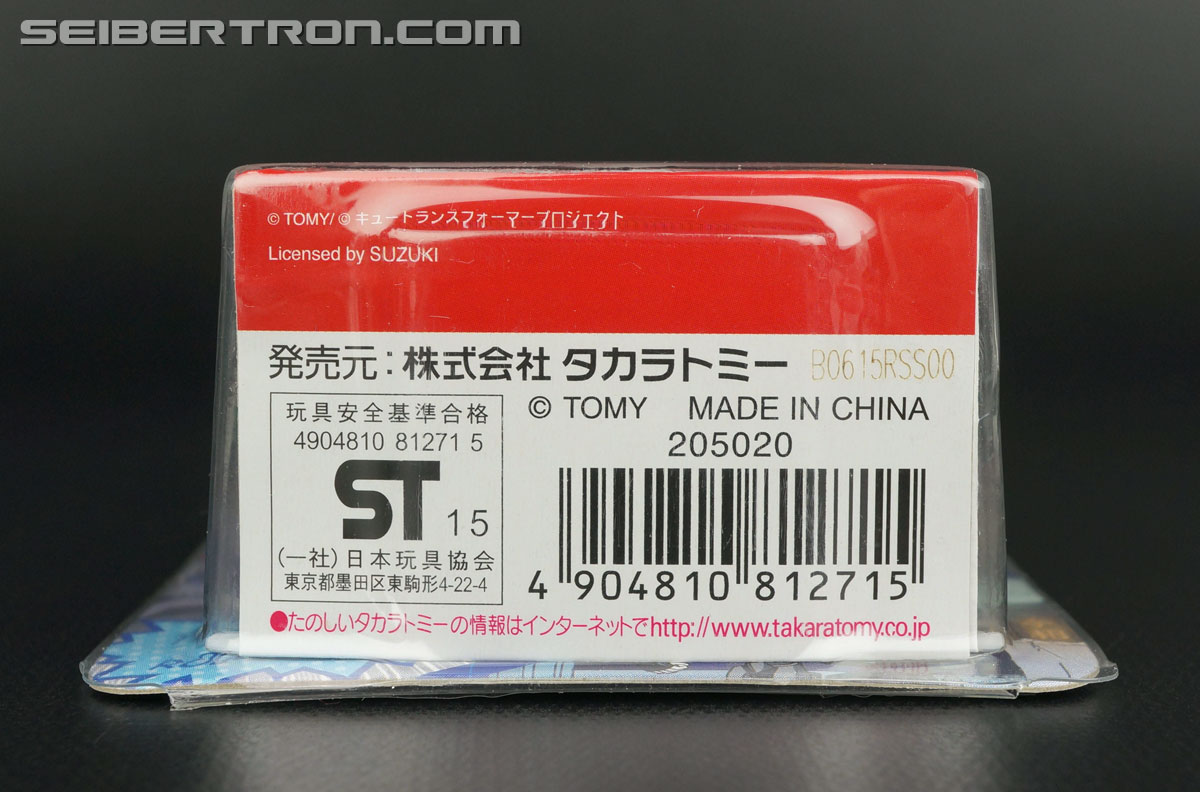 SEIBERTRON.com
© TOMY/ © キュートランスフォーマープロジェクト
Licensed by SUZUKI
発売元：株式会社 タカラトミー B0615RSS00
玩具安全基準合格
4904810 81271 5
ST 15
(一社)日本玩具協会
東京都墨田区東駒形4-22-4
© TOMY MADE IN CHINA
205020
4 904810 812715
●たのしいタカラトミーの情報はインターネットでhttp://www.takaratomy.co.jp